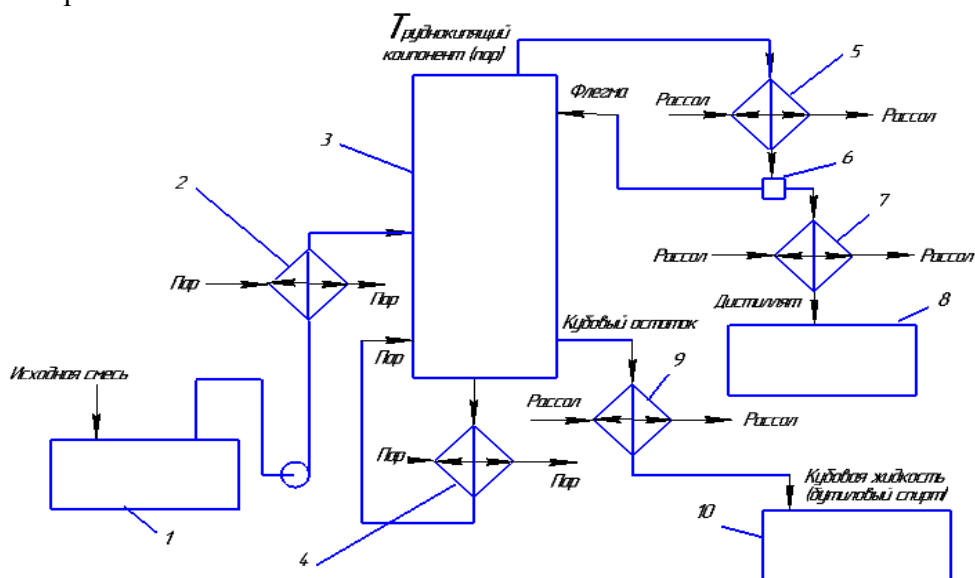 Труднокипящий
компонент (пар)
5
Флегма
Рассол
Рассол
3
6
2
7
Пар
Пар
Рассол
Рассол
Дистиллят
8
Кубовый остаток
Пар
9
Исходная смесь
Рассол
Рассол
Пар
Пар
Кубовая жидкость
(бутиловый спирт)
10
1
4